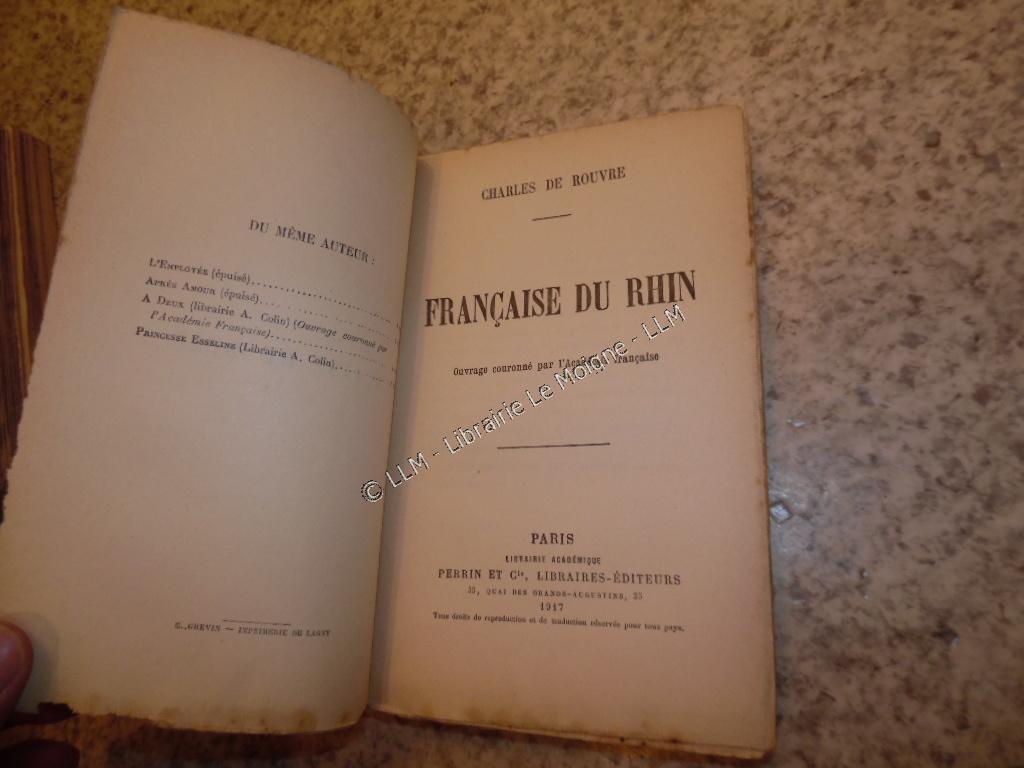 DU MÊME AUTEUR :
L'EMPLOYÉE (épuisé)
APRÈS AMOUR (épuisé)
A DEUX (librairie A. Colin) (Ouvrage couronné par
l'Académie Française)
PRINCESSE ESSELINE (Librairie A. Colin)
E. GREVIN — IMPRIMERIE DE LAGNY
CHARLES DE ROUVRE
FRANÇAISE DU RHIN
Ouvrage couronné par l'Académie Française
PARIS
LIBRAIRIE ACADÉMIQUE
PERRIN ET Cie, LIBRAIRES-ÉDITEURS
35, QUAI DES GRANDS-AUGUSTINS, 35
1917
Tous droits de reproduction et de traduction réservés pour tous pays.
© LLM - Librairie Le Moigne - LLM